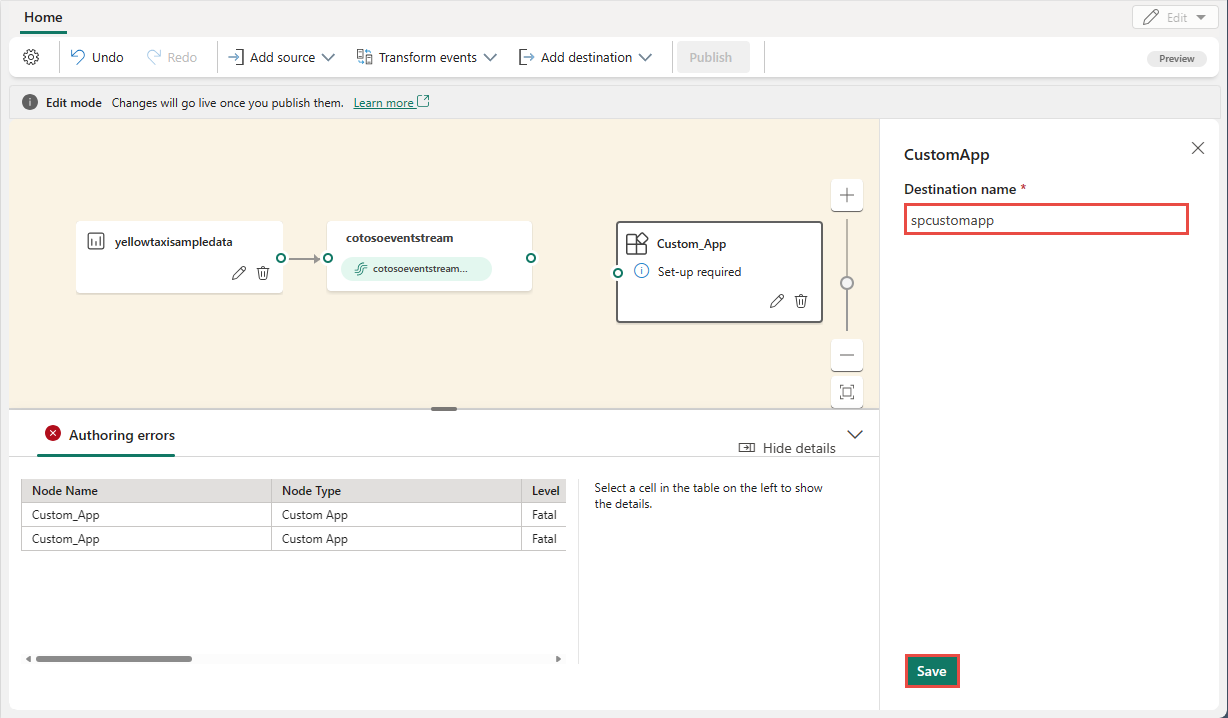 Home
Edit
Undo
Redo
Add source
Transform events
Add destination
Publish
Preview
Edit mode Changes will go live once you publish them. Learn more
yellowtaxisampledata
cotosoeventstream
cotosoeventstream...
Custom_App
Set-up required
CustomApp
Destination name *
spcustomapp
Authoring errors
Hide details
Node Name Node Type Level
Custom_App Custom App Fatal
Custom_App Custom App Fatal
Select a cell in the table on the left to show
the details.
Save